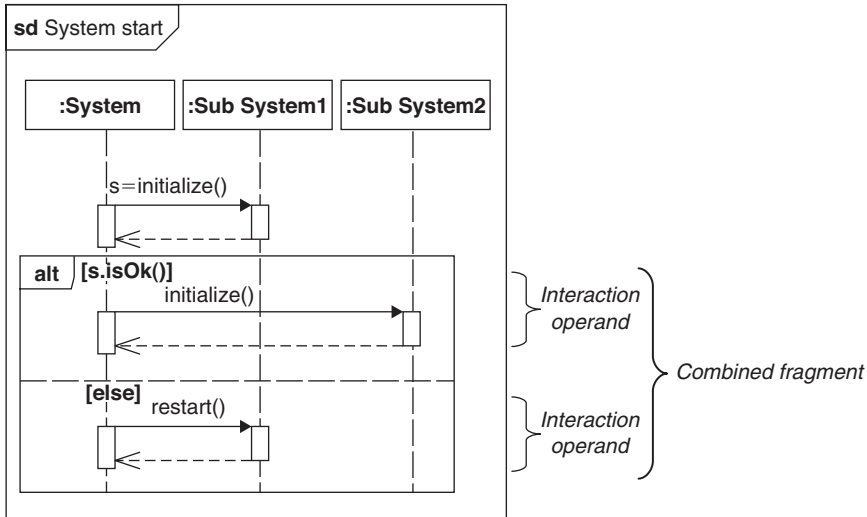 sd System start
:System
:Sub System1
:Sub System2
s=initialize()
alt [s.isOk()]
initialize()
Interaction
operand
Combined fragment
[else]
restart()
Interaction
operand